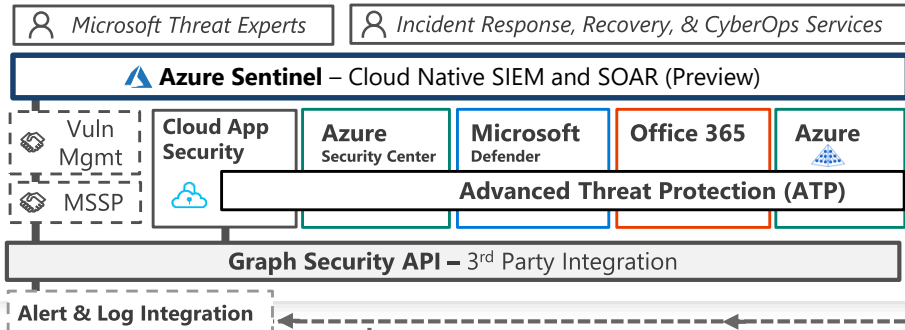 Microsoft Threat Experts
Incident Response, Recovery, & CyberOps Services
Azure Sentinel – Cloud Native SIEM and SOAR (Preview)
Vuln
Mgmt
MSSP
Cloud App
Security
Azure
Security Center
Microsoft
Defender
Office 365
Azure
Advanced Threat Protection (ATP)
Graph Security API – 3rd Party Integration
Alert & Log Integration